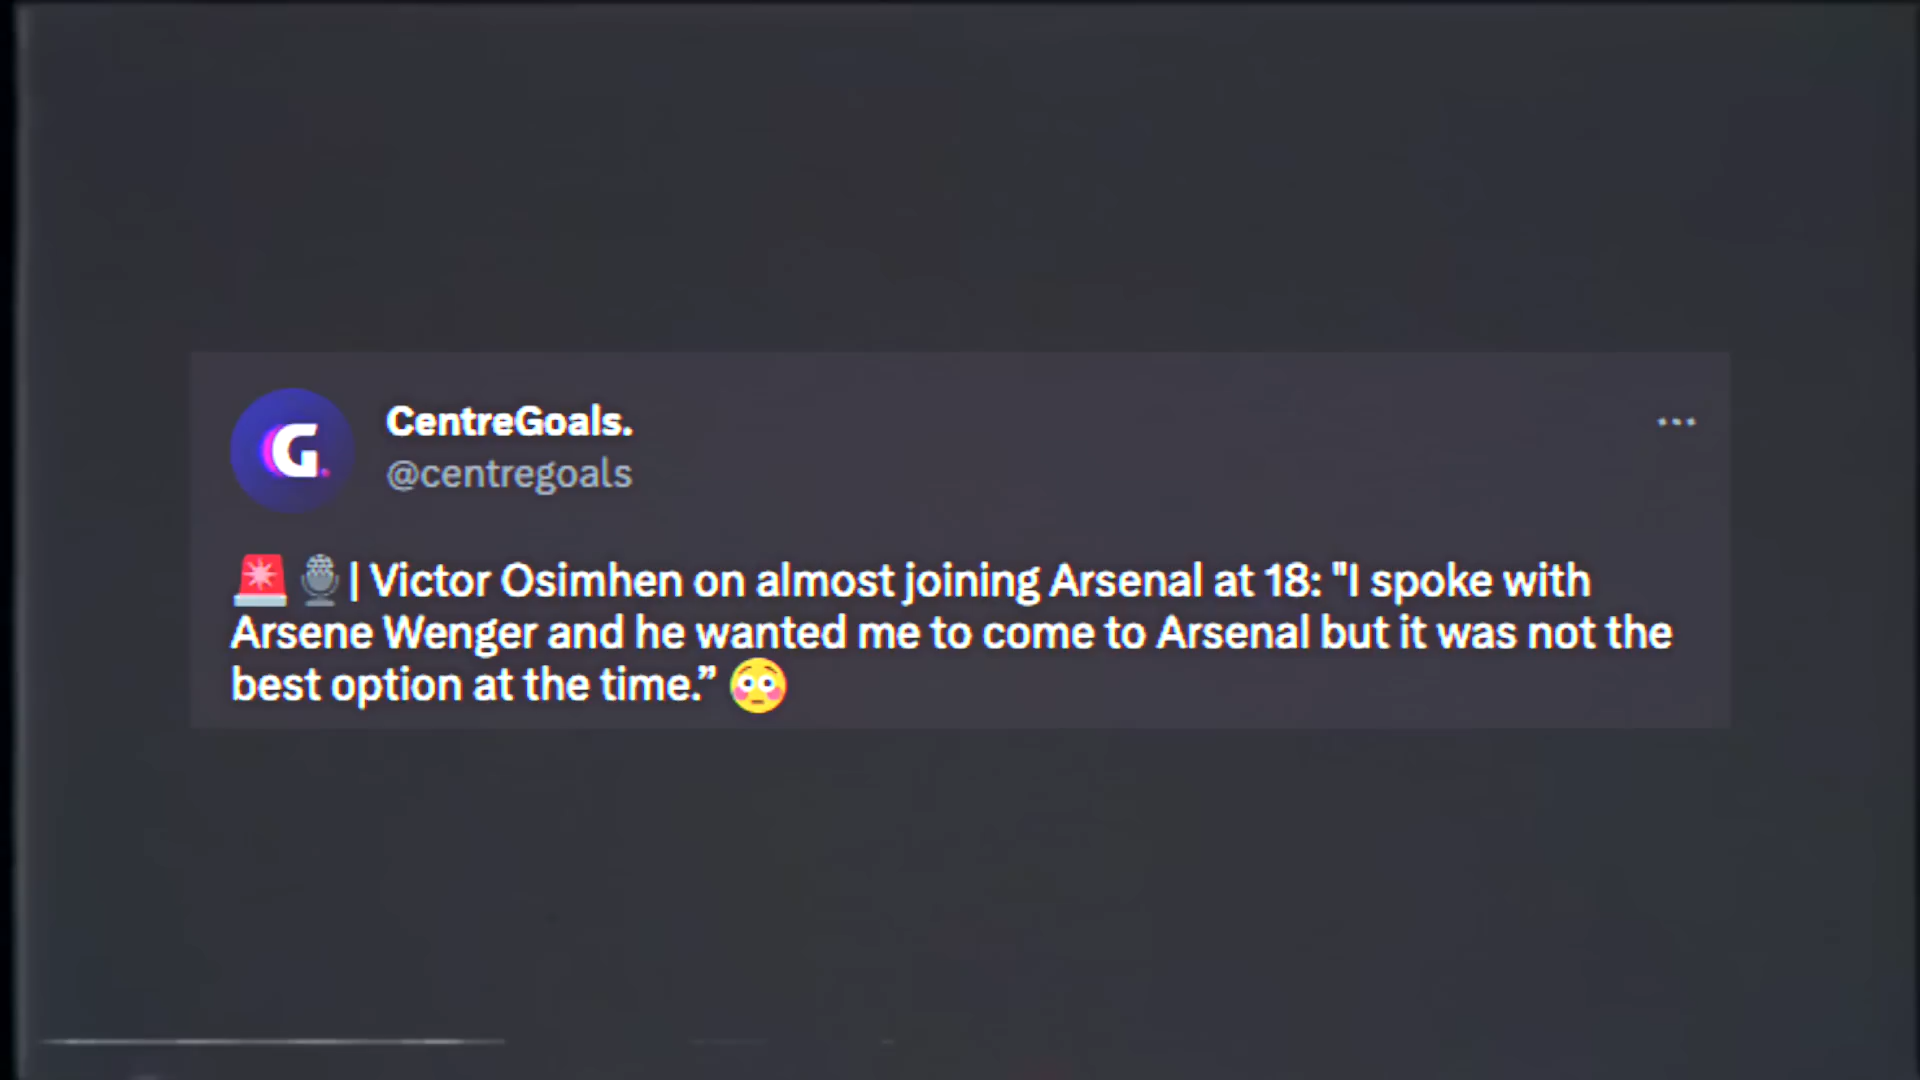 G.
CentreGoals.
@centregoals
🚨🎙️| Victor Osimhen on almost joining Arsenal at 18: "I spoke with
Arsene Wenger and he wanted me to come to Arsenal but it was not the
best option at the time.” 😳